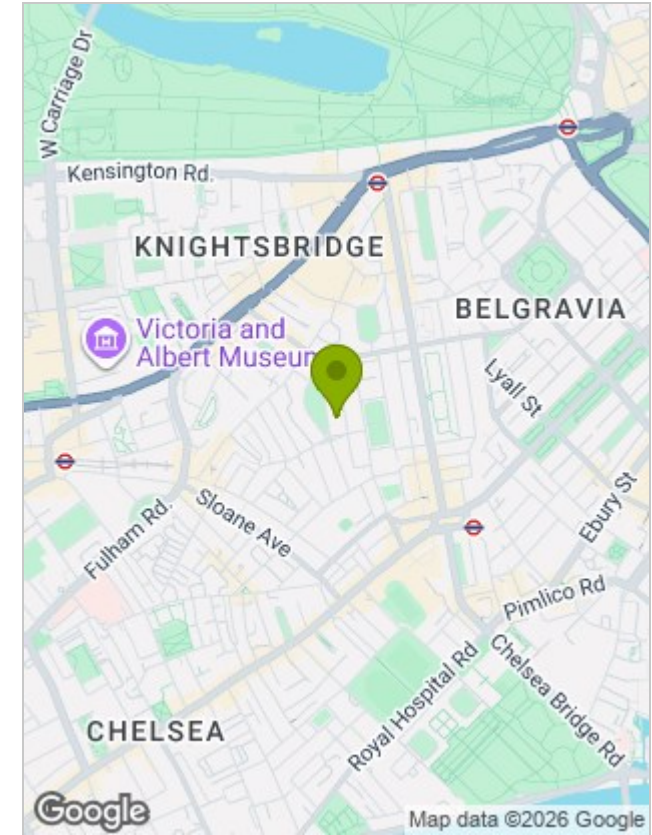 W Carriage Dr
Kensington Rd.
KNIGHTSBRIDGE
BELGRAVIA
Victoria and
Albert Museum
Lyall St
Ebury St
Sloane Ave
Fulham Rd.
Pimlico Rd
Royal Hospital Rd
Chelsea Bridge Rd
CHELSEA
Google
Map data ©2026 Google